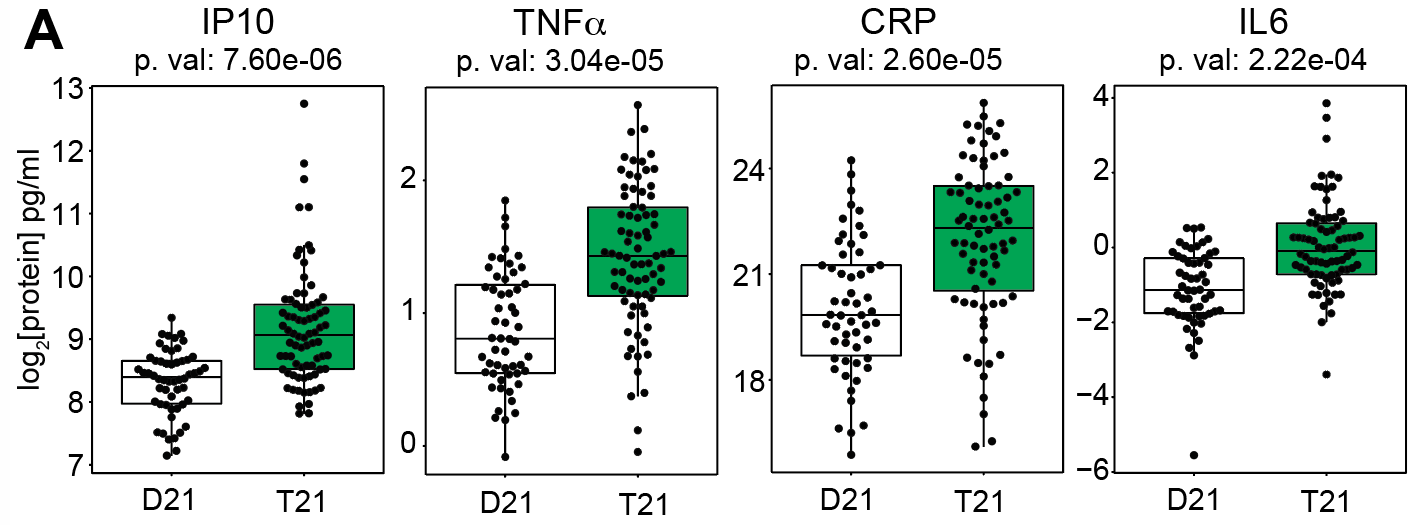 A
IP10
p. val: 7.60e-06
TNFα
p. val: 3.04e-05
CRP
p. val: 2.60e-05
IL6
p. val: 2.22e-04
log₂[protein] pg/ml
13
12
11
10
9
8
7
D21
T21
2
1
0
D21
T21
24
21
18
D21
T21
4
2
0
−2
−4
−6
D21
T21